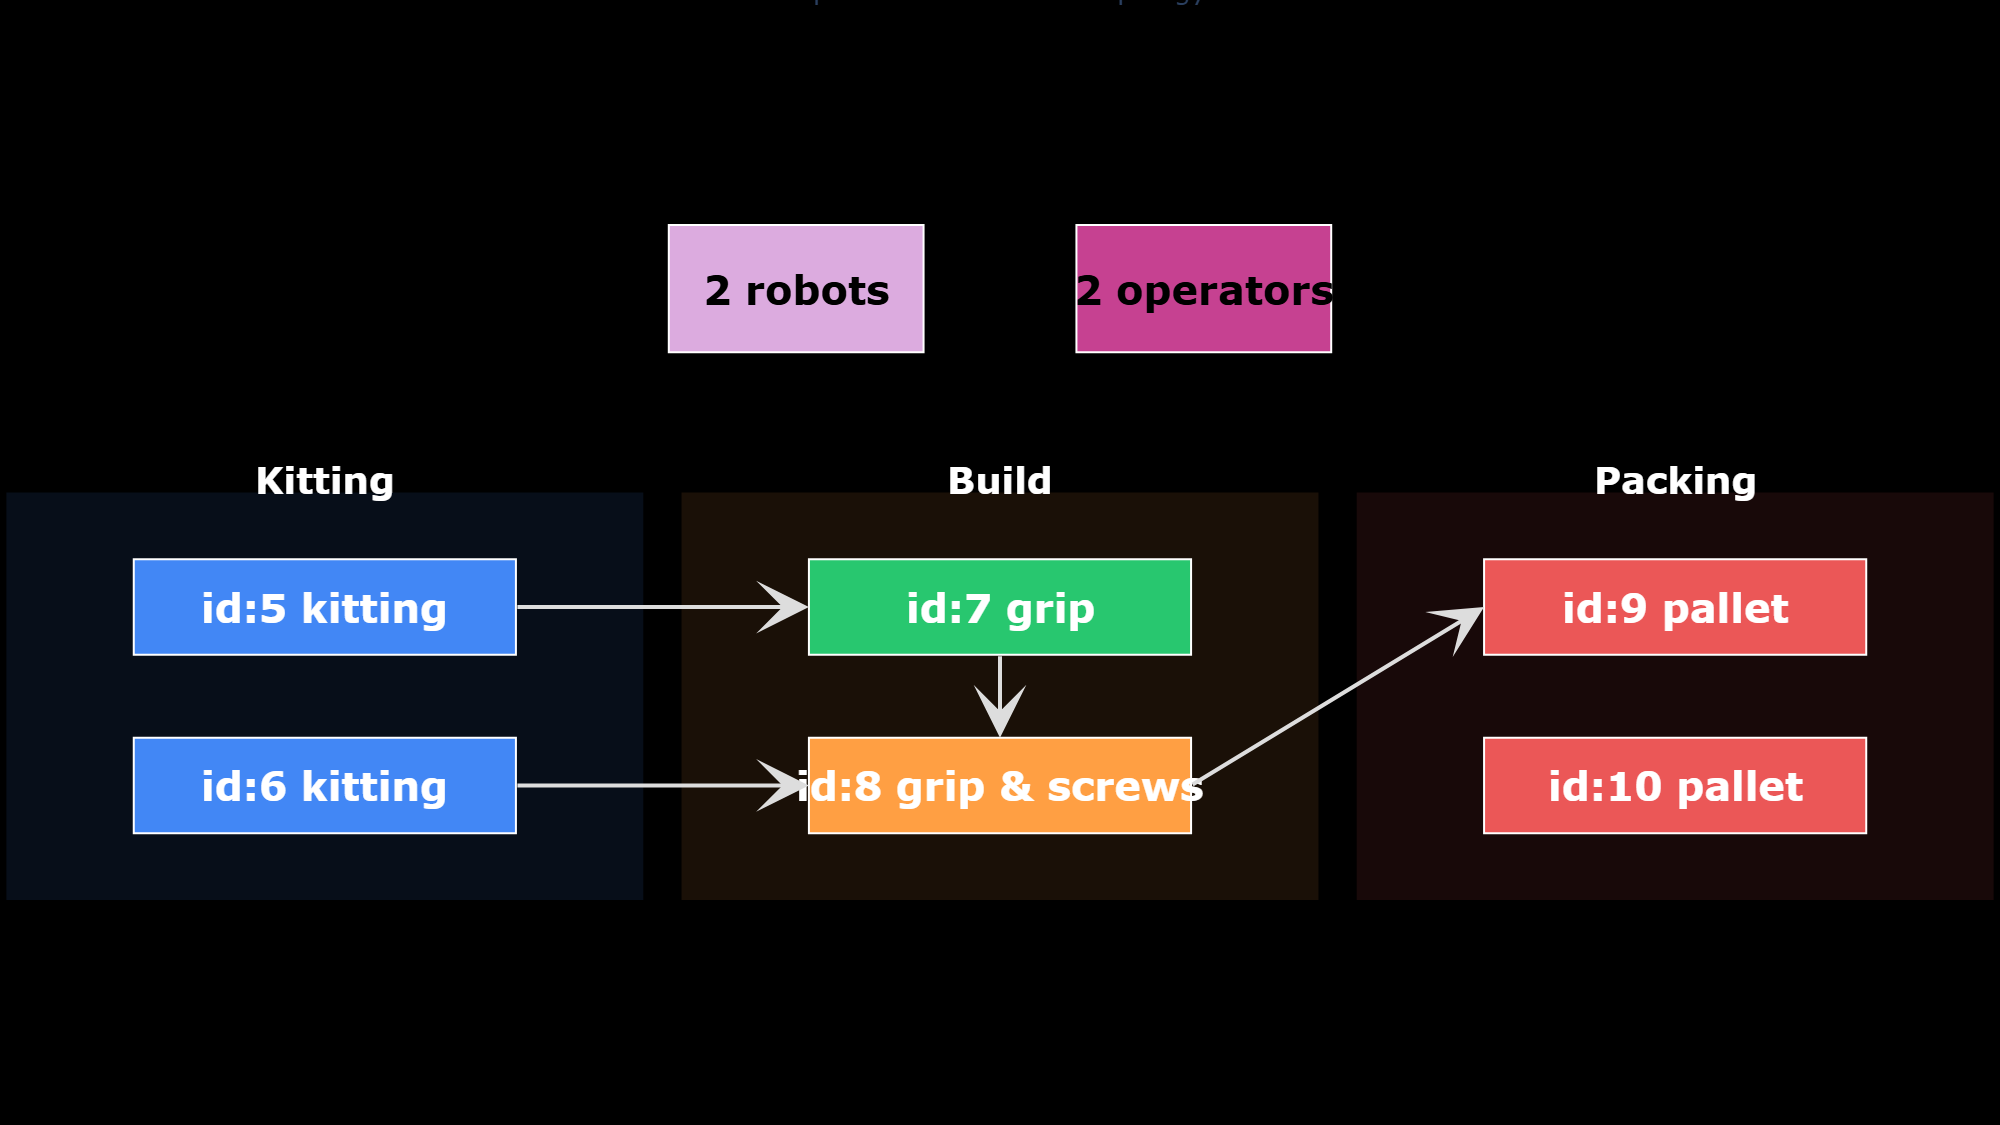 2 robots
2 operators
Kitting
Build
Packing
id:5 kitting
id:7 grip
id:9 pallet
id:6 kitting
id:8 grip & screws
id:10 pallet